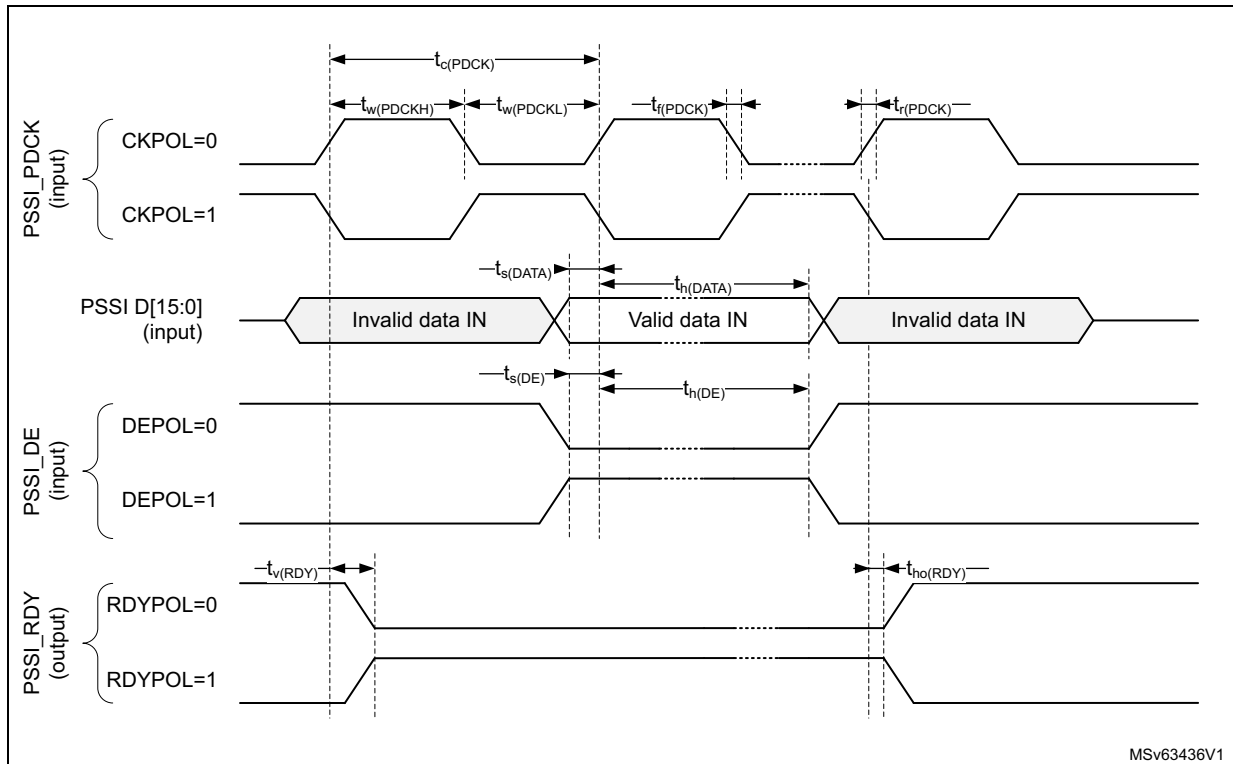 tc(PDCK)
tw(PDCKH)
tw(PDCKL)
tf(PDCK)
tr(PDCK)
PSSI_PDCK
(input)
CKPOL=0
CKPOL=1
ts(DATA)
th(DATA)
PSSI D[15:0]
(input)
Invalid data IN
Valid data IN
Invalid data IN
ts(DE)
th(DE)
PSSI_DE
(input)
DEPOL=0
DEPOL=1
tv(RDY)
tho(RDY)
PSSI_RDY
(output)
RDYPOL=0
RDYPOL=1
MSv63436V1